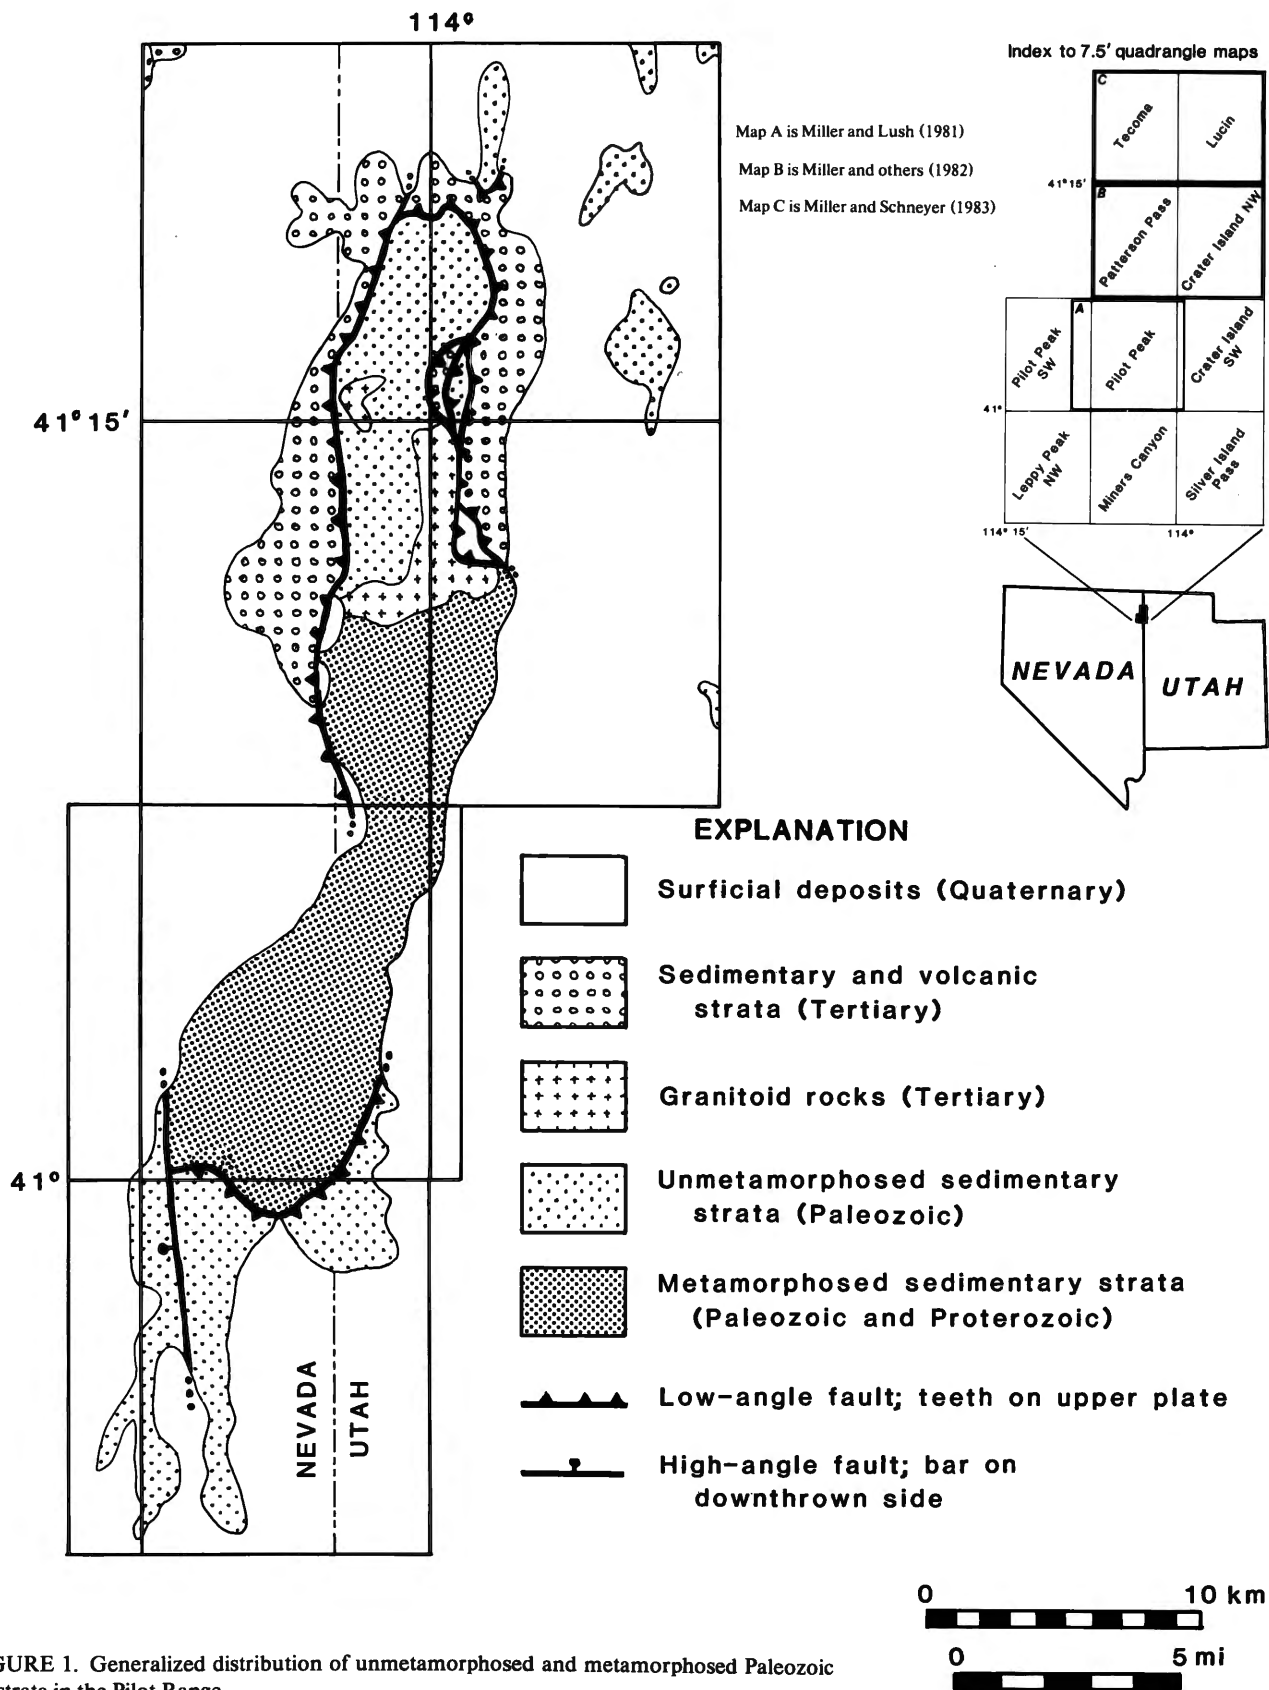 114°
Index to 7.5′ quadrangle maps
C
Tecoma
Lucin
Map A is Miller and Lush (1981)
Map B is Miller and others (1982)
Map C is Miller and Schneyer (1983)
41°15′
B
Patterson Pass
Crater Island NW
A
Pilot Peak
SW
Pilot Peak
Crater Island
SW
41°
Leppy Peak
NW
Miners Canyon
Silver Island
Pass
114° 15′
114°
41°15′
NEVADA
UTAH
EXPLANATION
Surficial deposits (Quaternary)
Sedimentary and volcanic
strata (Tertiary)
Granitoid rocks (Tertiary)
41°
Unmetamorphosed sedimentary
strata (Paleozoic)
Metamorphosed sedimentary strata
(Paleozoic and Proterozoic)
NEVADA
UTAH
Low-angle fault; teeth on upper plate
High-angle fault; bar on
downthrown side
0 10 km
0 5 mi
GURE 1. Generalized distribution of unmetamorphosed and metamorphosed Paleozoic
strata in the Pilot Range